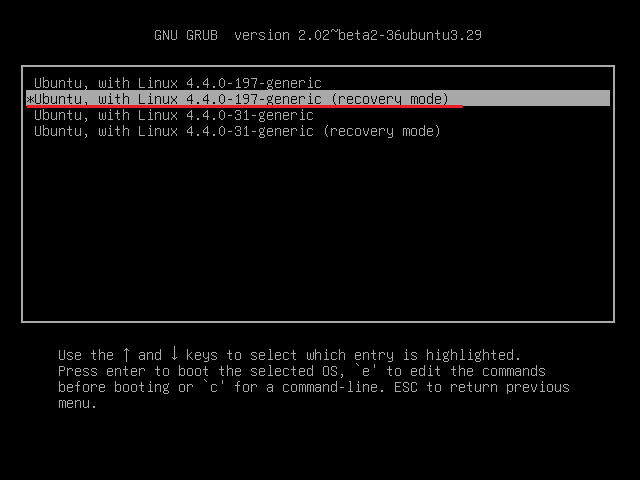 GNU GRUB  version 2.02~beta2-36ubuntu3.29
Ubuntu, with Linux 4.4.0-197-generic
*Ubuntu, with Linux 4.4.0-197-generic (recovery mode)
Ubuntu, with Linux 4.4.0-31-generic
Ubuntu, with Linux 4.4.0-31-generic (recovery mode)
Use the ↑ and ↓ keys to select which entry is highlighted.
Press enter to boot the selected OS, `e' to edit the commands
before booting or `c' for a command-line. ESC to return previous
menu.